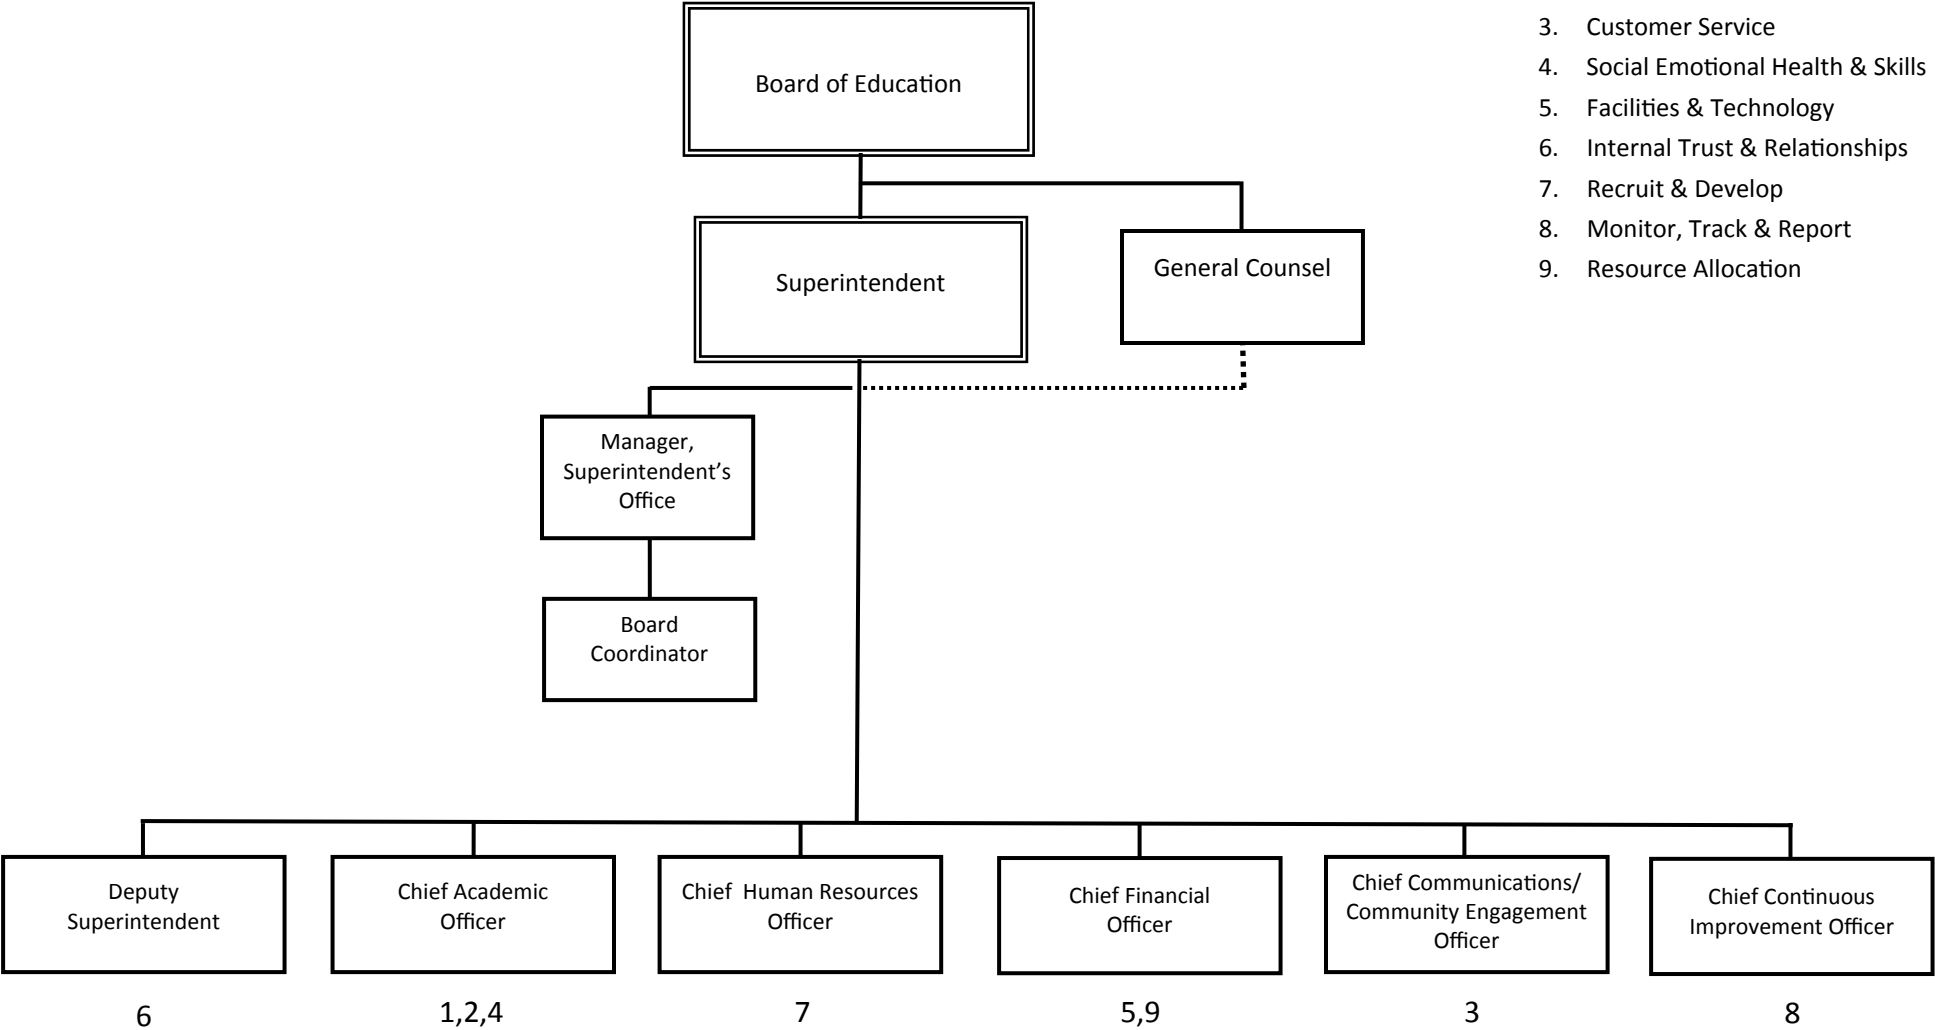 Board of Education
3. Customer Service
4. Social Emotional Health & Skills
5. Facilities & Technology
6. Internal Trust & Relationships
7. Recruit & Develop
8. Monitor, Track & Report
9. Resource Allocation
Superintendent
General Counsel
Manager,
Superintendent’s
Office
Board
Coordinator
Deputy
Superintendent
Chief Academic
Officer
Chief Human Resources
Officer
Chief Financial
Officer
Chief Communications/
Community Engagement
Officer
Chief Continuous
Improvement Officer
6
1,2,4
7
5,9
3
8